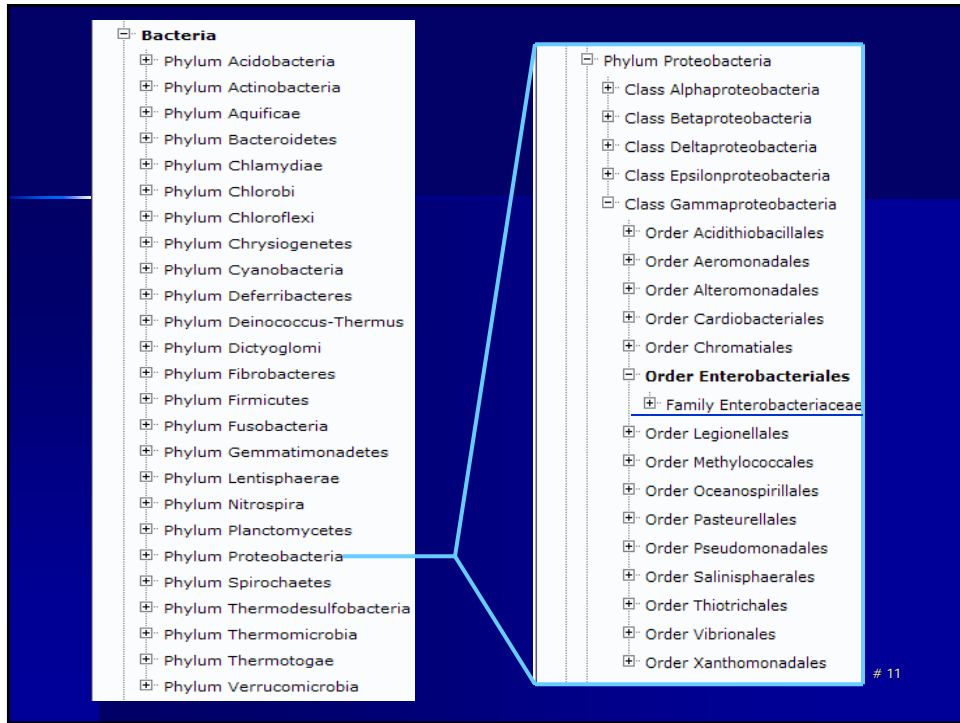 Bacteria
Phylum Acidobacteria
Phylum Actinobacteria
Phylum Aquificae
Phylum Bacteroidetes
Phylum Chlamydiae
Phylum Chlorobi
Phylum Chloroflexi
Phylum Chrysiogenetes
Phylum Cyanobacteria
Phylum Deferribacteres
Phylum Deinococcus-Thermus
Phylum Dictyoglomi
Phylum Fibrobacteres
Phylum Firmicutes
Phylum Fusobacteria
Phylum Gemmatimonadetes
Phylum Lentisphaerae
Phylum Nitrospira
Phylum Planctomycetes
Phylum Proteobacteria
Phylum Spirochaetes
Phylum Thermodesulfobacteria
Phylum Thermomicrobia
Phylum Thermotogae
Phylum Verrucomicrobia
Phylum Proteobacteria
Class Alphaproteobacteria
Class Betaproteobacteria
Class Deltaproteobacteria
Class Epsilonproteobacteria
Class Gammaproteobacteria
Order Acidithiobacillales
Order Aeromonadales
Order Alteromonadales
Order Cardiobacteriales
Order Chromatiales
Order Enterobacteriales
Family Enterobacteriaceae
Order Legionellales
Order Methylococcales
Order Oceanospirillales
Order Pasteurellales
Order Pseudomonadales
Order Salinisphaerales
Order Thiotrichales
Order Vibrionales
Order Xanthomonadales
# 11